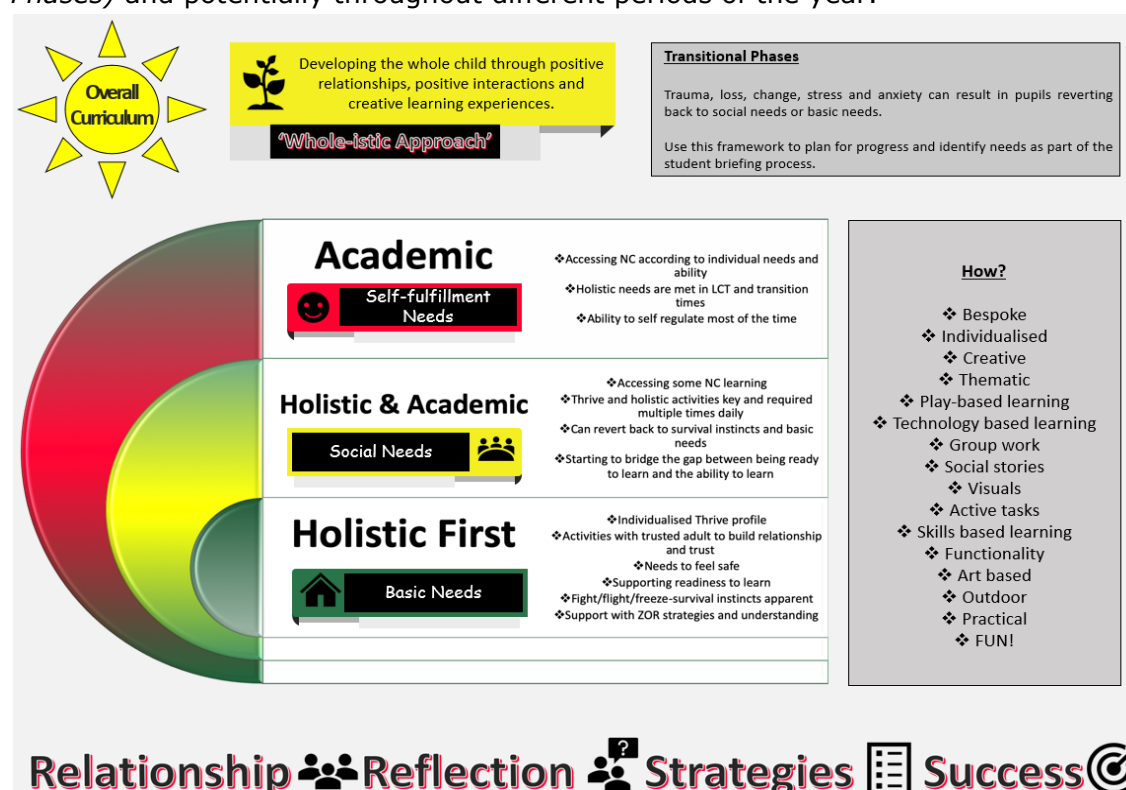 Phases) and potentially throughout different periods of the year.
Overall
Curriculum
Developing the whole child through positive
relationships, positive interactions and
creative learning experiences.
'Whole-istic Approach'
Transitional Phases
Trauma, loss, change, stress and anxiety can result in pupils reverting
back to social needs or basic needs.
Use this framework to plan for progress and identify needs as part of the
student briefing process.
Academic
Self-fulfillment
Needs
❖Accessing NC according to individual needs and
ability
❖Holistic needs are met in LCT and transition
times
❖Ability to self regulate most of the time
Holistic & Academic
Social Needs
❖Accessing some NC learning
❖Thrive and holistic activities key and required
multiple times daily
❖Can revert back to survival instincts and basic
needs
❖Starting to bridge the gap between being ready
to learn and the ability to learn
Holistic First
Basic Needs
❖Individualised Thrive profile
❖Activities with trusted adult to build relationship
and trust
❖Needs to feel safe
❖Supporting readiness to learn
❖Fight/flight/freeze-survival instincts apparent
❖Support with ZOR strategies and understanding
How?
❖ Bespoke
❖ Individualised
❖ Creative
❖ Thematic
❖ Play-based learning
❖ Technology based learning
❖ Group work
❖ Social stories
❖ Visuals
❖ Active tasks
❖ Skills based learning
❖ Functionality
❖ Art based
❖ Outdoor
❖ Practical
❖ FUN!
Relationship Reflection ? Strategies Success